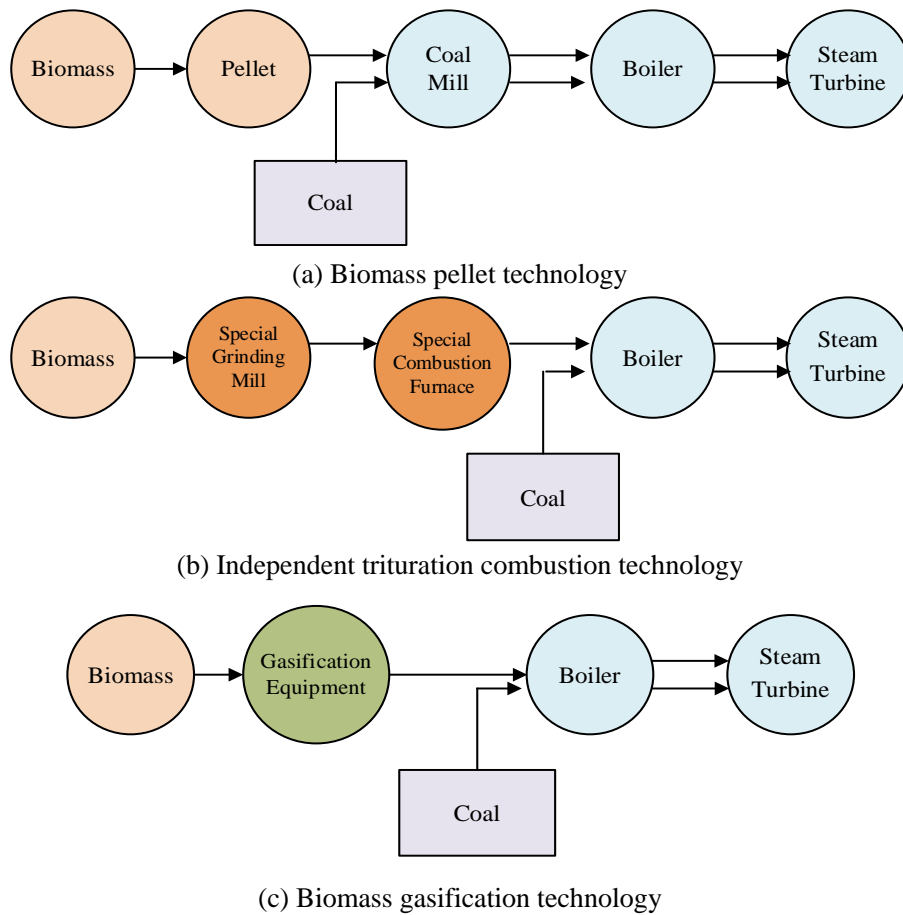 Biomass
Pellet
Coal
Mill
Boiler
Steam
Turbine
Coal
(a) Biomass pellet technology
Biomass
Special
Grinding
Mill
Special
Combustion
Furnace
Boiler
Steam
Turbine
Coal
(b) Independent trituration combustion technology
Biomass
Gasification
Equipment
Boiler
Steam
Turbine
Coal
(c) Biomass gasification technology